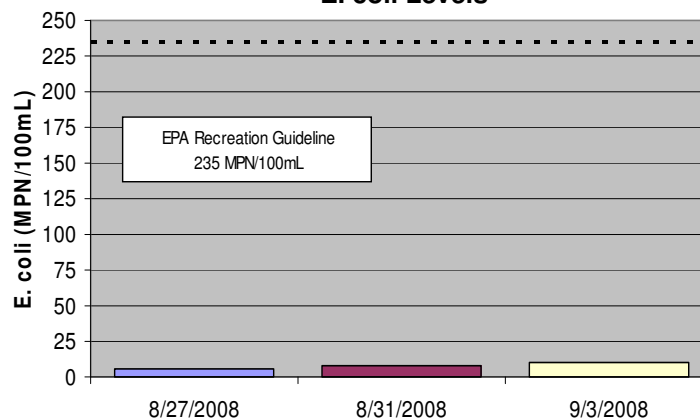 E. coli Levels
250
225
200
175
150
125
100
75
50
25
0
E. coli (MPN/100mL)
EPA Recreation Guideline
235 MPN/100mL
8/27/2008 8/31/2008 9/3/2008